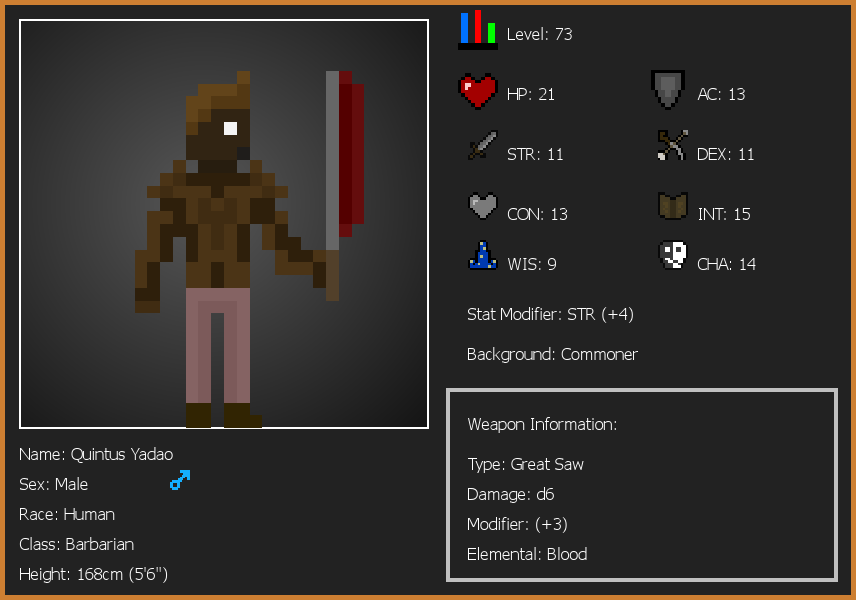 Level: 73
HP: 21
AC: 13
STR: 11
DEX: 11
CON: 13
INT: 15
WIS: 9
CHA: 14
Stat Modifier: STR (+4)
Background: Commoner
Weapon Information:
Type: Great Saw
Damage: d6
Modifier: (+3)
Elemental: Blood
Name: Quintus Yadao
Sex: Male
Race: Human
Class: Barbarian
Height: 168cm (5'6")